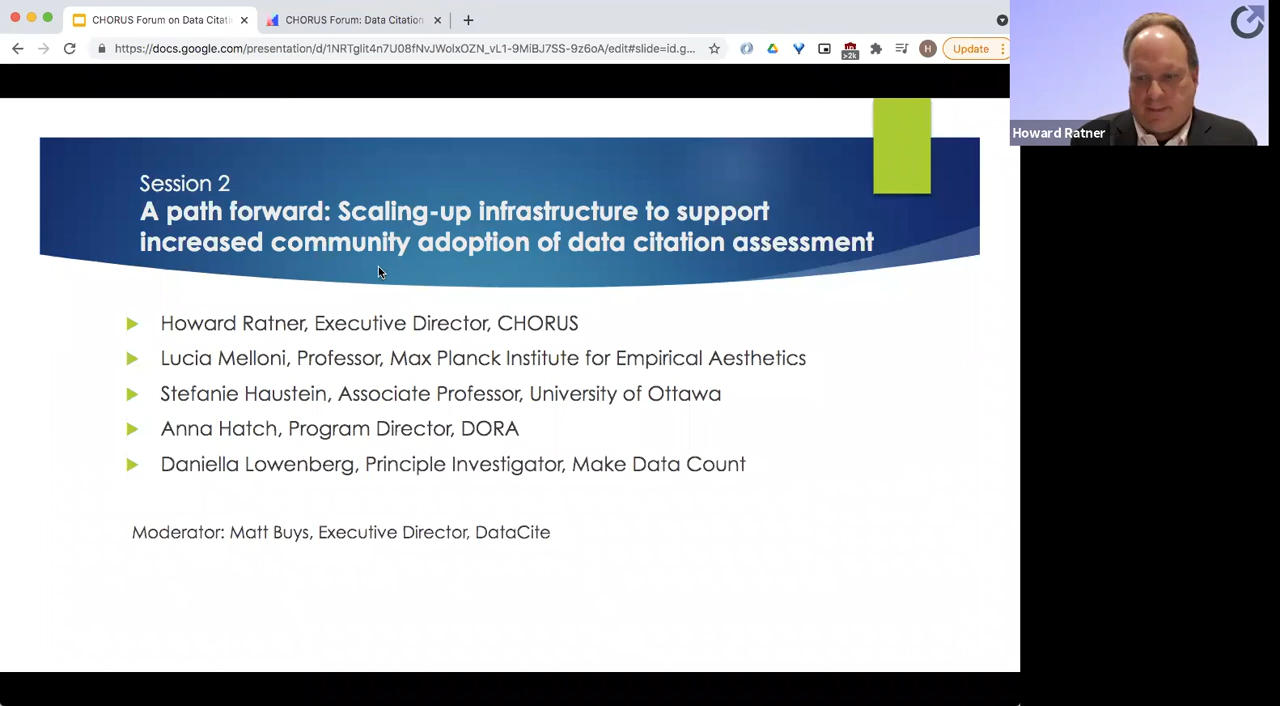 CHORUS Forum on Data Citati
CHORUS Forum: Data Citation
https://docs.google.com/presentation/d/1NRTglit4n7U08fNvJWolxOZN_vL1-9MiBJ7SS-9z6oA/edit#slide=id.g...
>2k
H
Update
Howard Ratner
Session 2
A path forward: Scaling-up infrastructure to support
increased community adoption of data citation assessment
Howard Ratner, Executive Director, CHORUS
Lucia Melloni, Professor, Max Planck Institute for Empirical Aesthetics
Stefanie Haustein, Associate Professor, University of Ottawa
Anna Hatch, Program Director, DORA
Daniella Lowenberg, Principle Investigator, Make Data Count
Moderator: Matt Buys, Executive Director, DataCite